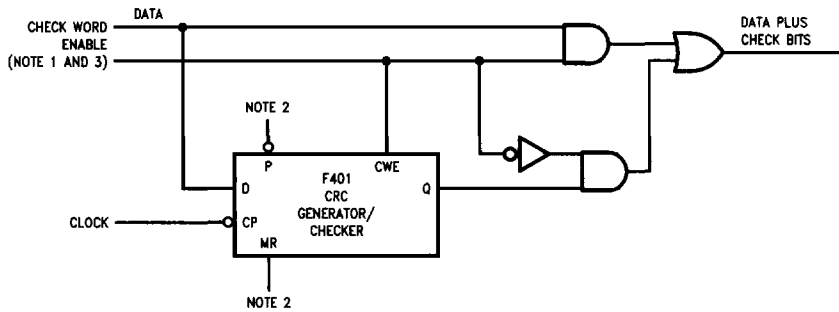 DATA
CHECK WORD
ENABLE
(NOTE 1 AND 3)
DATA PLUS
CHECK BITS
NOTE 2
P
CWE
D
F401
CRC
GENERATOR/
CHECKER
Q
CLOCK
CP
MR
NOTE 2